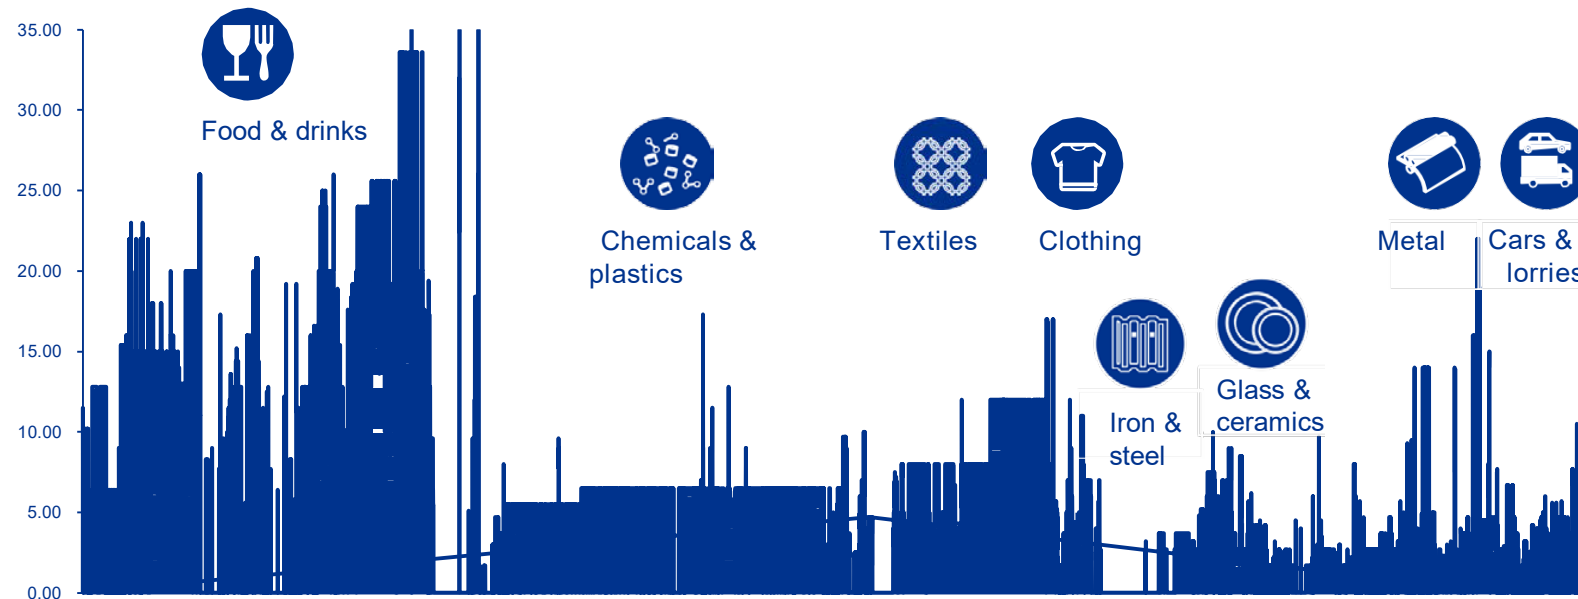 35.00
30.00
25.00
20.00
15.00
10.00
5.00
0.00
Food & drinks
Chemicals &
plastics
Textiles
Clothing
Iron &
steel
Glass &
ceramics
Metal
Cars &
lorries